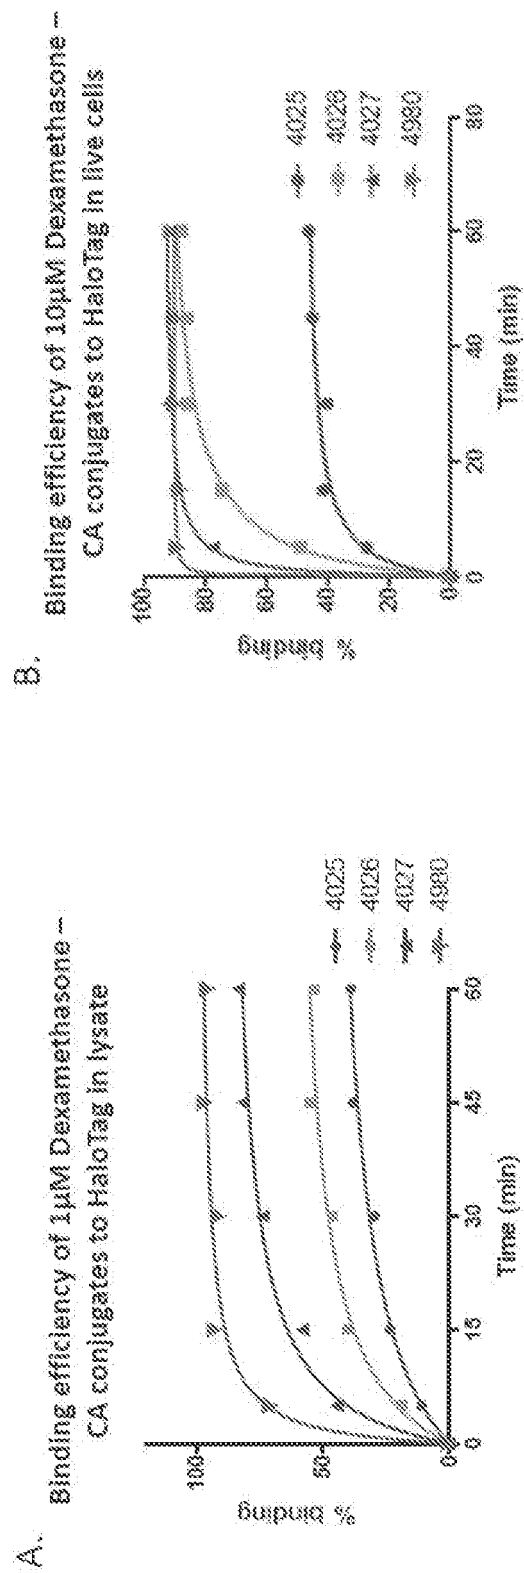 A.
Binding efficiency of 1µM Dexamethasone –
CA conjugates to HaloTag in lysate
% binding
100
50
0
0
15
30
45
60
Time (min)
4025
4026
4027
4980
B.
Binding efficiency of 10µM Dexamethasone –
CA conjugates to HaloTag in live cells
% binding
100
80
60
40
20
0
0
20
40
60
80
Time (min)
4025
4026
4027
4980